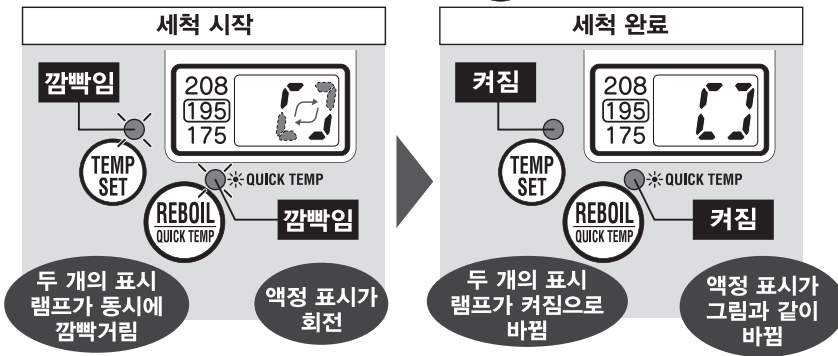 세척 시작
깜빡임
208
195
175
TEMP
SET
QUICK TEMP
REBOIL
QUICK TEMP
깜빡임
두 개의 표시
램프가 동시에
깜빡거림
액정 표시가
회전
세척 완료
켜짐
208
195
175
TEMP
SET
QUICK TEMP
REBOIL
QUICK TEMP
켜짐
두 개의 표시
램프가 켜짐으로
바뀜
액정 표시가
그림과 같이
바뀜